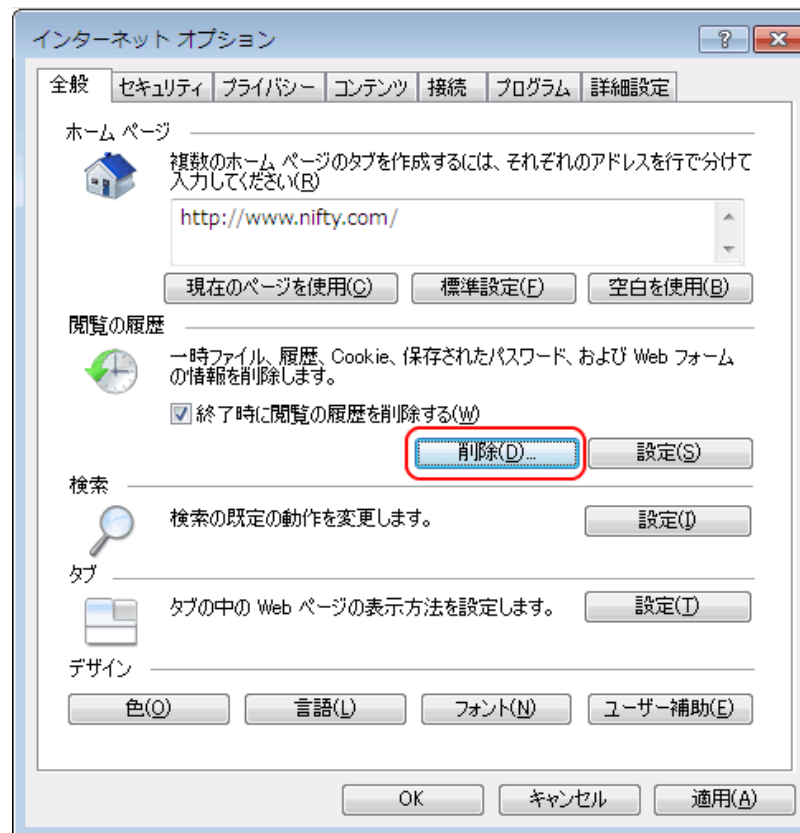 インターネット オプション
全般 セキュリティ プライバシー コンテンツ 接続 プログラム 詳細設定
ホーム ページ
複数のホーム ページのタブを作成するには、それぞれのアドレスを行で分けて
入力してください(R)
http://www.nifty.com/
現在のページを使用(C) 標準設定(F) 空白を使用(B)
閲覧の履歴
一時ファイル、履歴、Cookie、保存されたパスワード、および Web フォーム
の情報を削除します。
終了時に閲覧の履歴を削除する(W)
削除(D)... 設定(S)
検索
検索の既定の動作を変更します。
設定(I)
タブ
タブの中の Web ページの表示方法を設定します。
設定(T)
デザイン
色(O) 言語(L) フォント(N) ユーザー補助(E)
OK キャンセル 適用(A)